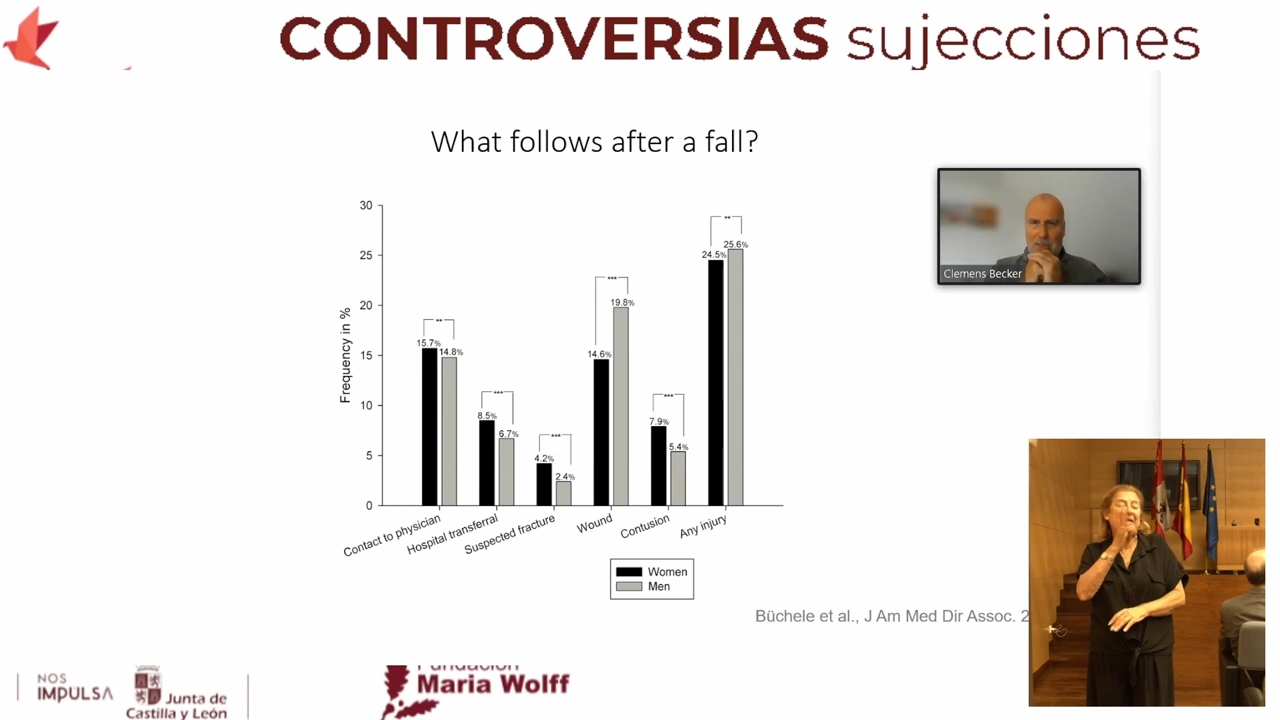 CONTROVERSIAS sujecciones
What follows after a fall?
Frequency in %
30
25
20
15
10
5
0
15.7%
14.8%
**
8.5%
6.7%
***
4.2%
2.4%
***
14.6%
19.8%
***
7.9%
5.4%
***
24.5%
25.6%
**
Contact to physician
Hospital transferral
Suspected fracture
Wound
Contusion
Any injury
Women
Men
Clemens Becker
Büchele et al., J Am Med Dir Assoc. 2
NOS
IMPULSA
Junta de
Castilla y León
Fundación
Maria Wolff